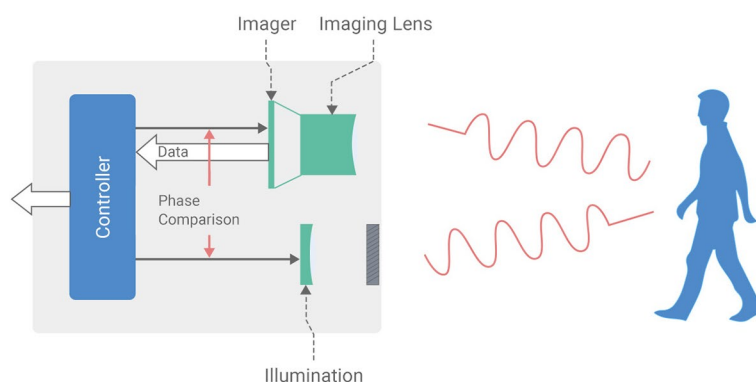 Imager
Imaging Lens
Controller
Data
Phase
Comparison
Illumination